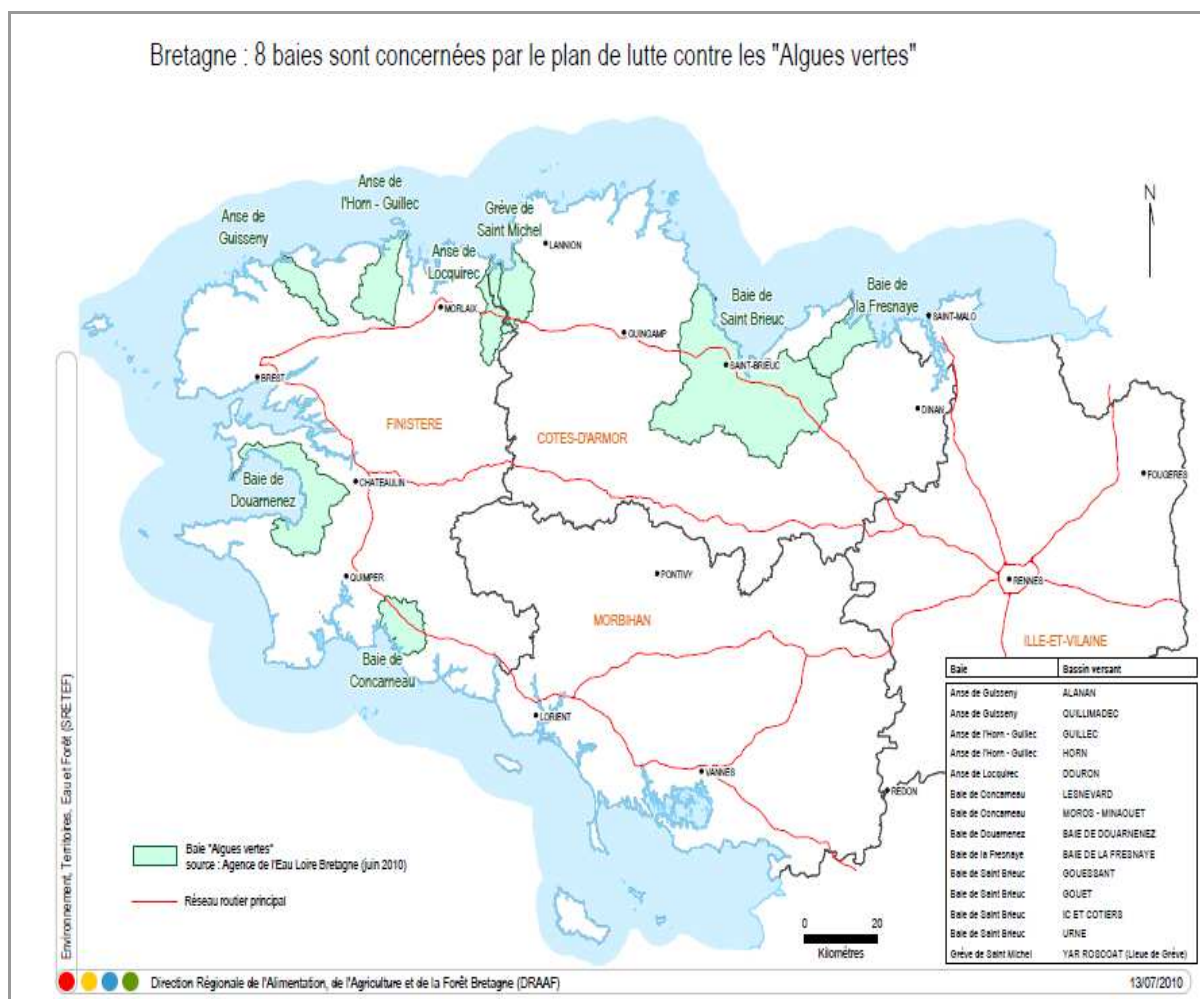 Bretagne : 8 baies sont concernées par le plan de lutte contre les "Algues vertes"
N
Anse de
l'Horn - Guillec
Anse de
Guisseny
Grève de
Saint Michel
Anse de
Locquirec
LANNION
Baie de
la Fresnaye
Baie de
Saint Brieuc
MORLAIX
SAINT-MALO
GUINGAMP
SAINT-BRIEUC
BREST
DINAN
FINISTERE
COTES-D'ARMOR
FOUGERES
Baie de
Douarnenez
CHATEAULIN
QUIMPER
PONTIVY
RENNES
MORBIHAN
ILLE-ET-VILAINE
Baie de
Concarneau
LORIENT
VANNES
REDON
Baie Bassin versant
Anse de Guisseny ALANAN
Anse de Guisseny QUILLIMADEC
Anse de l'Horn - Guillec GUILLEC
Anse de l'Horn - Guillec HORN
Anse de Locquirec DOURON
Baie de Concarneau LESNEVARD
Baie de Concarneau MOROS - MINAOUET
Baie de Douarnenez BAIE DE DOUARNENEZ
Baie de la Fresnaye BAIE DE LA FRESNAYE
Baie de Saint Brieuc GOUESSANT
Baie de Saint Brieuc GOUET
Baie de Saint Brieuc IC ET COTIERS
Baie de Saint Brieuc URNE
Grève de Saint Michel YAR ROSCOAT (Lieue de Grève)
Baie "Algues vertes"
source : Agence de l'Eau Loire Bretagne (juin 2010)
Réseau routier principal
0 20
Kilomètres
Environnement, Territoires, Eau et Forêt (SRETEF)
Direction Régionale de l'Alimentation, de l'Agriculture et de la Forêt Bretagne (DRAAF)
13/07/2010